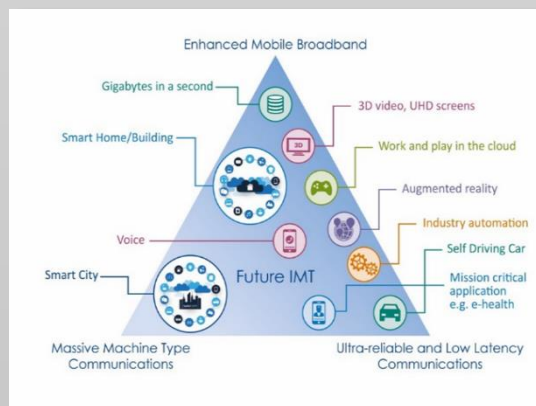 Enhanced Mobile Broadband
Gigabytes in a second
3D video, UHD screens
3D
Smart Home/Building
Work and play in the cloud
Augmented reality
Industry automation
Voice
Self Driving Car
Smart City
Future IMT
Mission critical
application
e.g. e-health
Massive Machine Type
Communications
Ultra-reliable and Low Latency
Communications